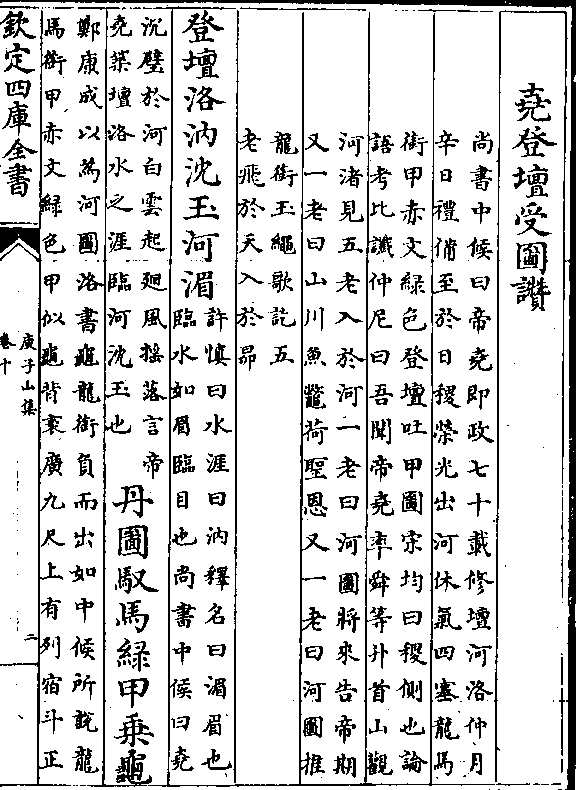 堯登壇受圖讚
尚書中候曰帝堯即政七十載修壇河洛仲月
辛日禮備至於日稷榮光出河休氣四塞龍馬
銜甲赤文緑色登壇吐甲圖宋均曰稷側也論
語考比讖仲尼曰吾聞帝堯率舜等升首山觀
河渚見五老入於河一老曰河圖將來告帝期
又一老曰山川魚鼈荷聖恩又一老曰河圖推
龍銜玉繩歌訖五
老飛於天入於昴
登壇洛汭沈玉河湄
許慎曰水涯曰汭釋名曰湄眉也
臨水如眉臨目也尚書中候曰堯
沉璧於河白雲起廻風揺落言帝
堯築壇洛水之涯臨河沈玉也
丹圖馭馬緑甲乗龜
鄭康成以為河圖洛書龜龍銜負而出如中候所說龍
馬銜甲赤文緑色甲似龜背袤廣九尺上有列宿斗正
欽定四庫全書
庾子山集
卷十
二